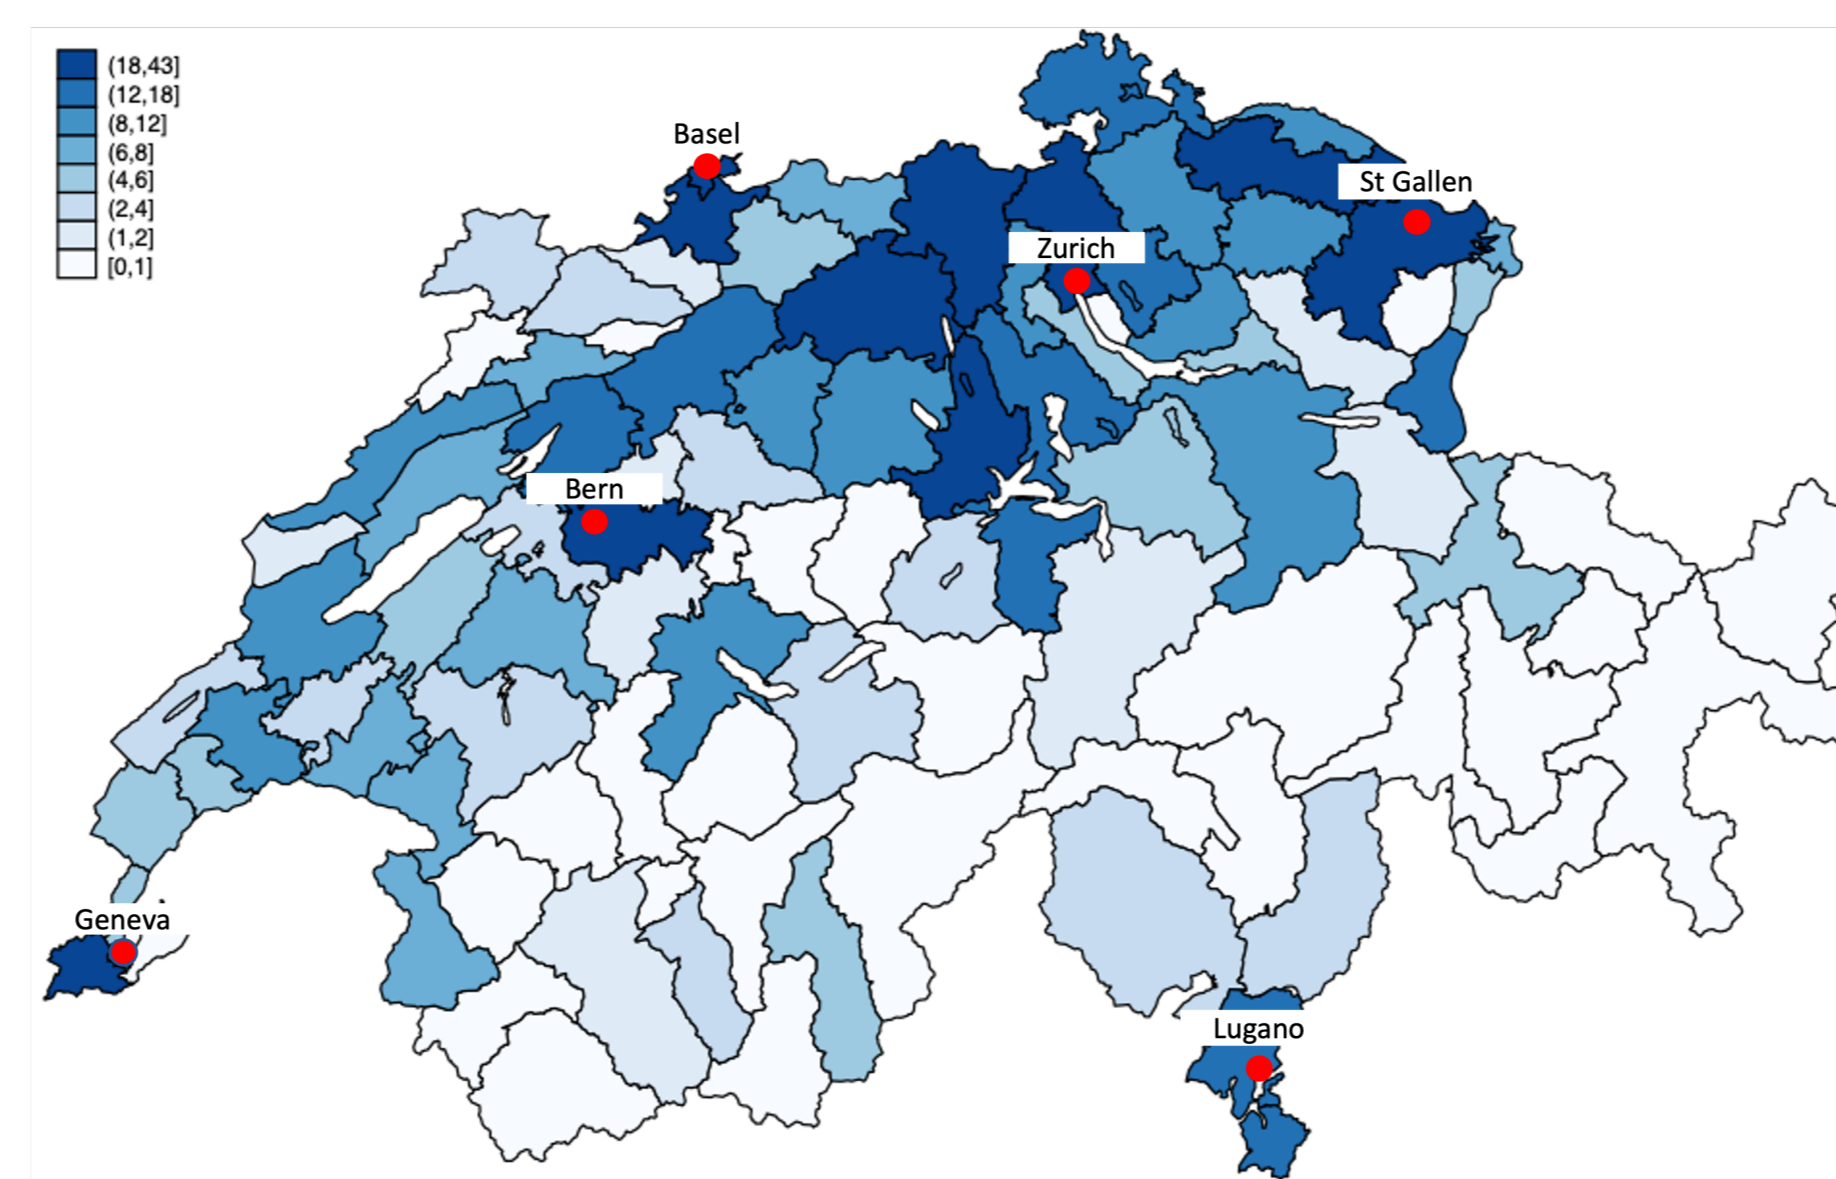 (18,43]
(12,18]
(8,12]
(6,8]
(4,6]
(2,4]
(1,2]
[0,1]
Basel
St Gallen
Zurich
Bern
Geneva
Lugano